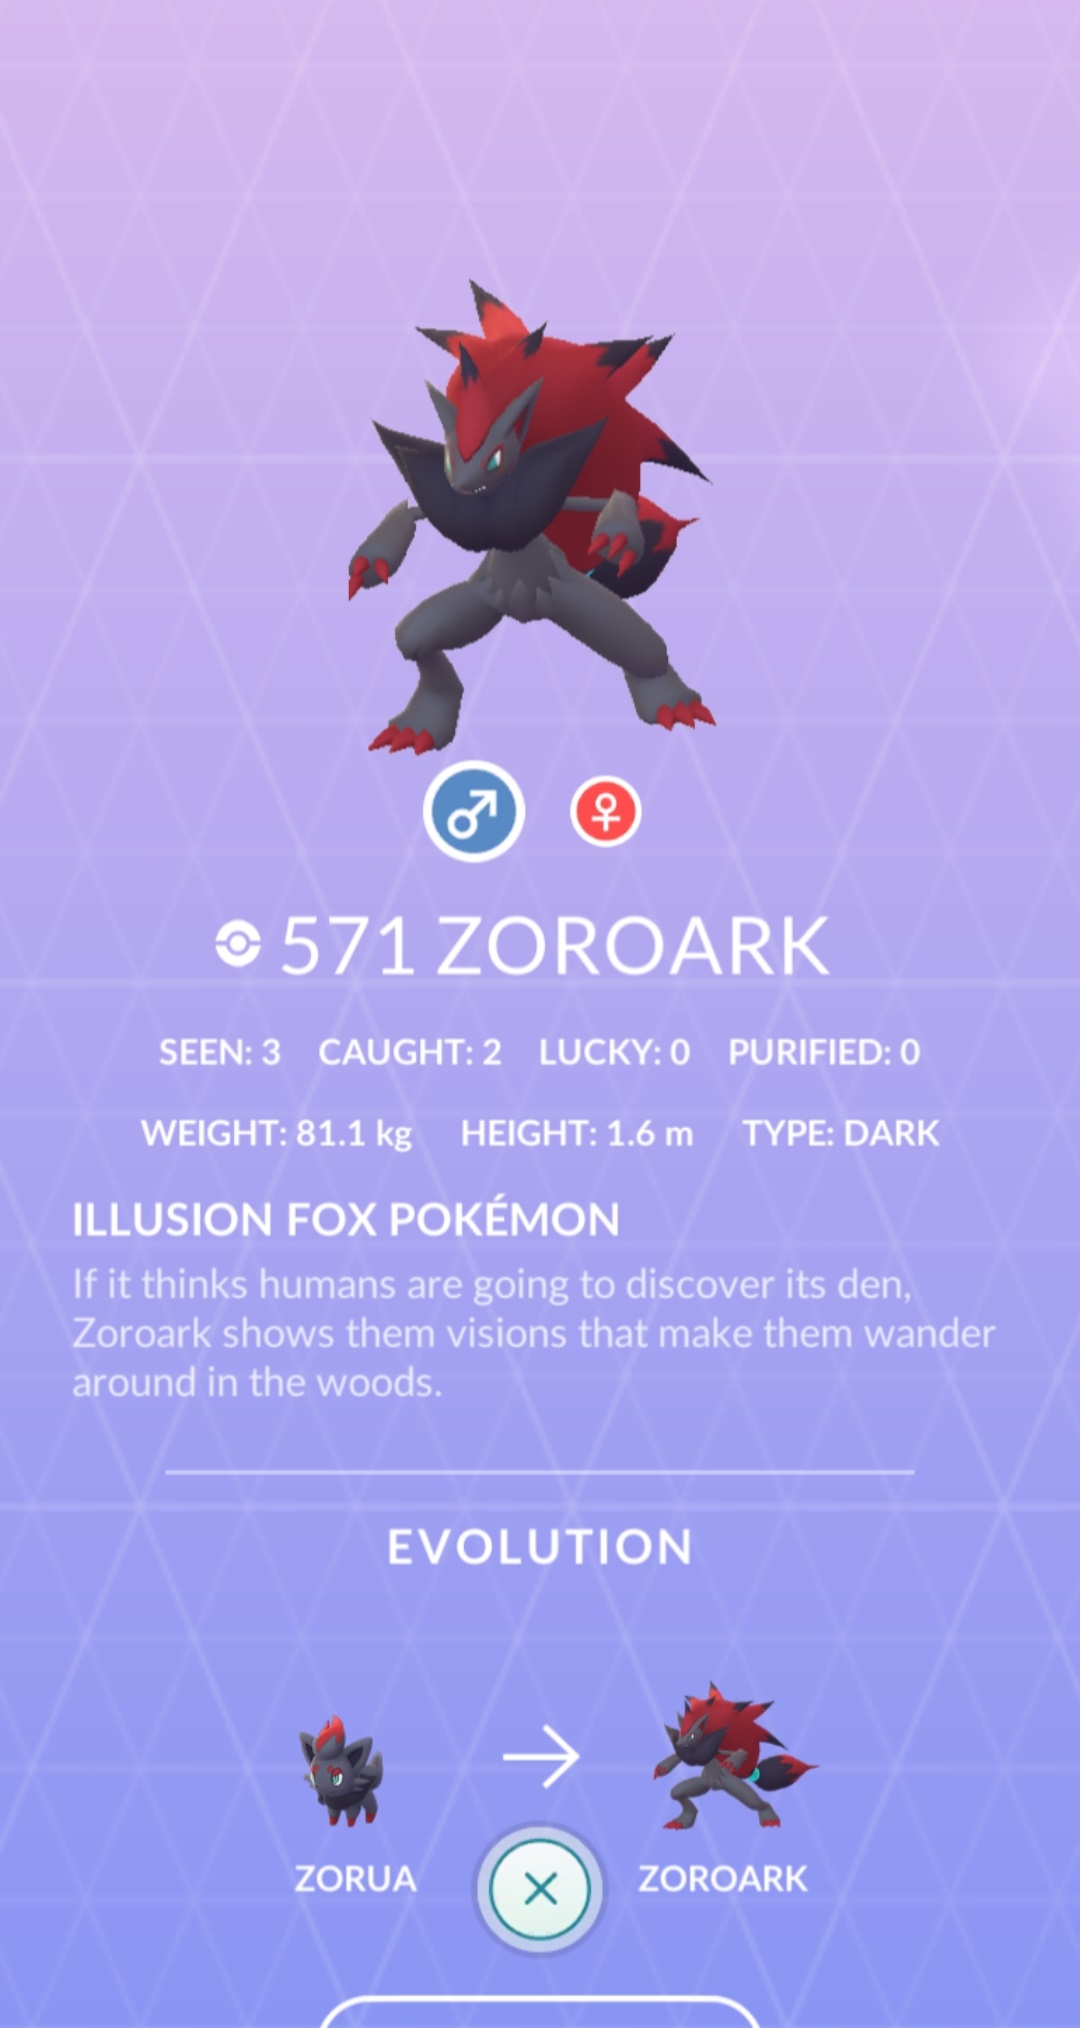 571 ZOROARK
SEEN: 3 CAUGHT: 2 LUCKY: 0 PURIFIED: 0
WEIGHT: 81.1 kg HEIGHT: 1.6 m TYPE: DARK
ILLUSION FOX POKÉMON
If it thinks humans are going to discover its den,
Zoroark shows them visions that make them wander
around in the woods.
EVOLUTION
ZORUA ZOROARK